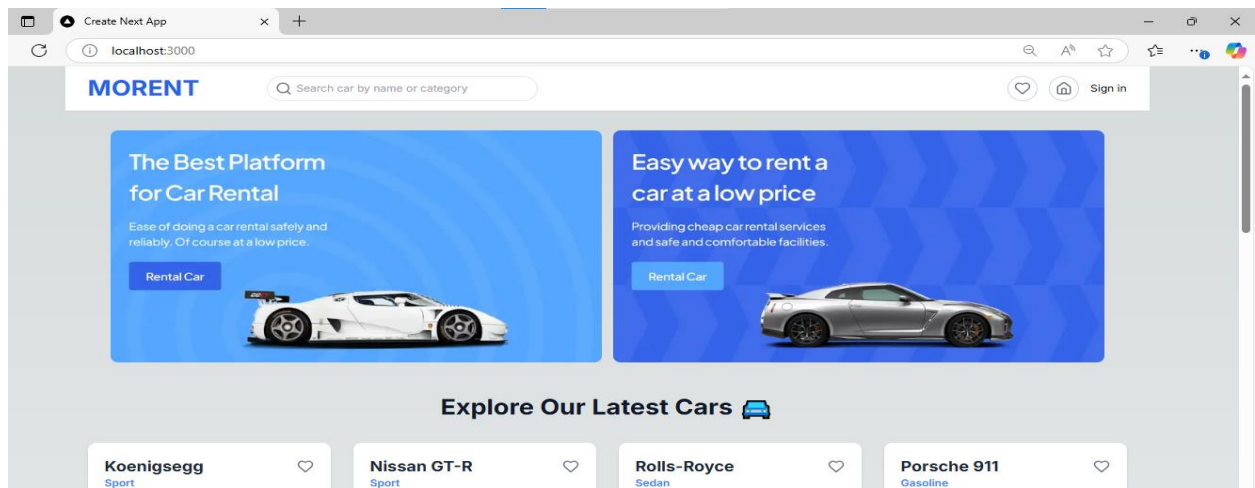 Create Next App
localhost:3000
MORENT
Search car by name or category
Sign in
The Best Platform
for Car Rental
Ease of doing a car rental safely and
reliably. Of course at a low price.
Rental Car
Easy way to rent a
car at a low price
Providing cheap car rental services
and safe and comfortable facilities.
Rental Car
Explore Our Latest Cars
Koenigsegg
Sport
Nissan GT-R
Sport
Rolls-Royce
Sedan
Porsche 911
Gasoline